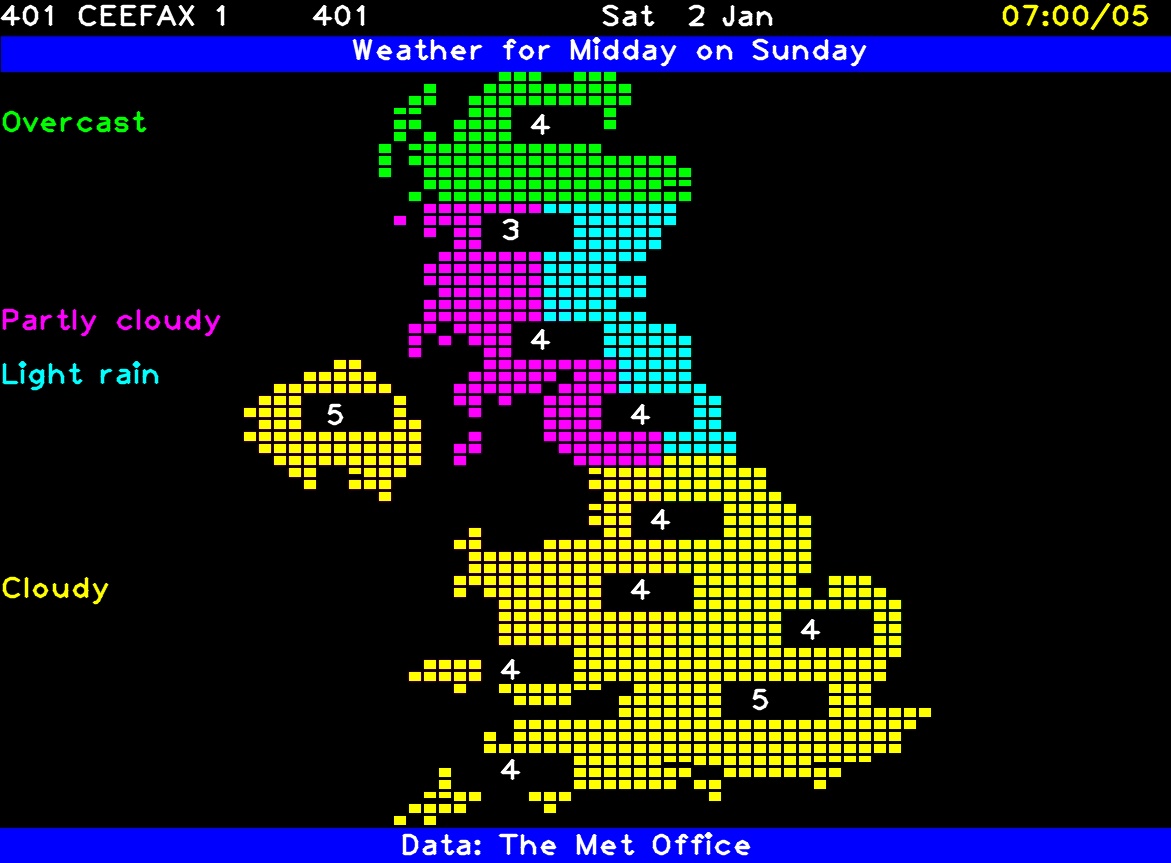 401 CEEFAX 1 401 Sat 2 Jan 07:00/05
Weather for Midday on Sunday
Overcast 4
3
Partly cloudy
4
Light rain
5 4
4
Cloudy 4
4
4
5
4
Data: The Met Office